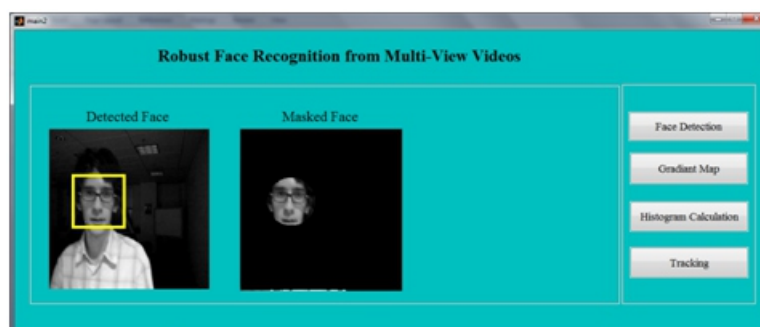 main2
Robust Face Recognition from Multi-View Videos
Detected Face
Masked Face
Face Detection
Gradiant Map
Histogram Calculation
Tracking